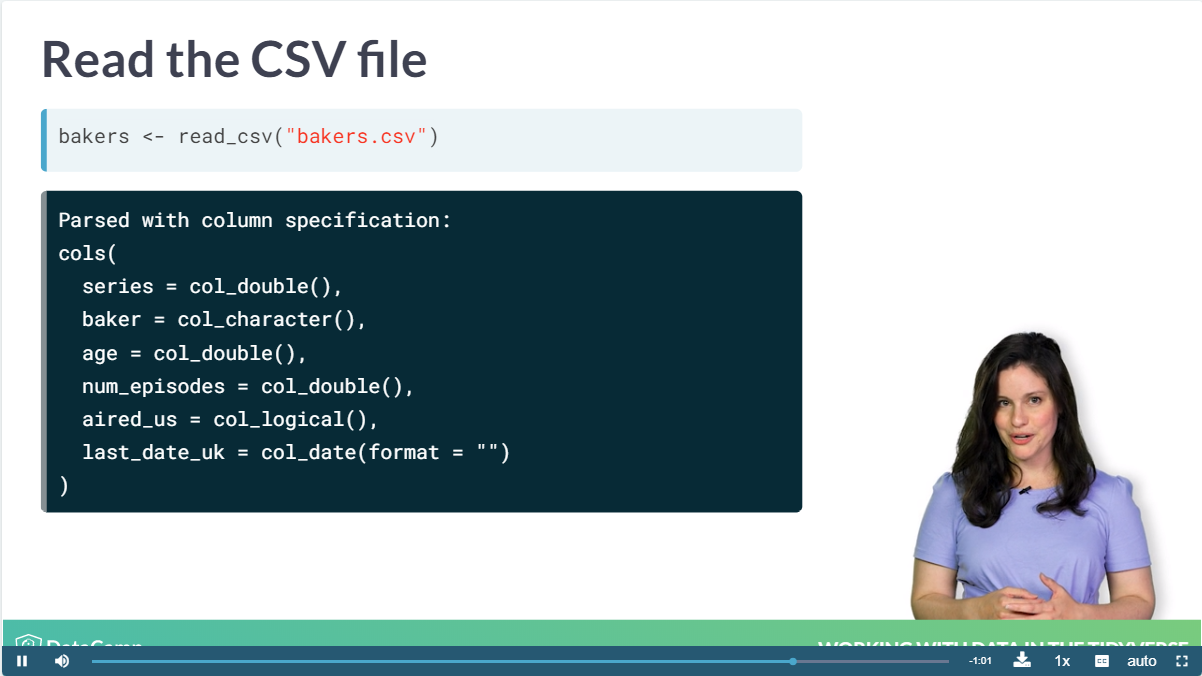 Read the CSV file
bakers <- read_csv("bakers.csv")
Parsed with column specification:
cols(
  series = col_double(),
  baker = col_character(),
  age = col_double(),
  num_episodes = col_double(),
  aired_us = col_logical(),
  last_date_uk = col_date(format = "")
)
DataCamp
WORKING WITH DATA IN THE TIDYVERSE
-1:01
1x
CC
auto